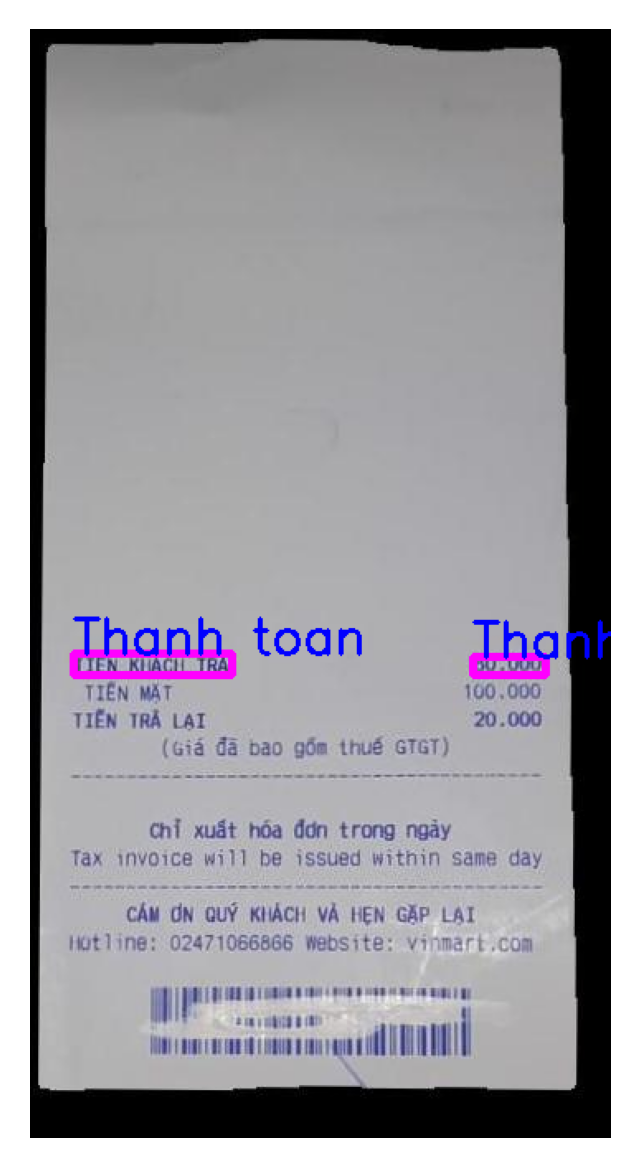 Thanh toan Thanh
TIỀN KHÁCH TRẢ 80.000
TIỀN MẶT 100.000
TIỀN TRẢ LẠI 20.000
(Giá đã bao gồm thuế GTGT)
Chỉ xuất hóa đơn trong ngày
Tax invoice will be issued within same day
CẢM ƠN QUÝ KHÁCH VÀ HẸN GẶP LẠI
Hotline: 02471066866 Website: vinmart.com